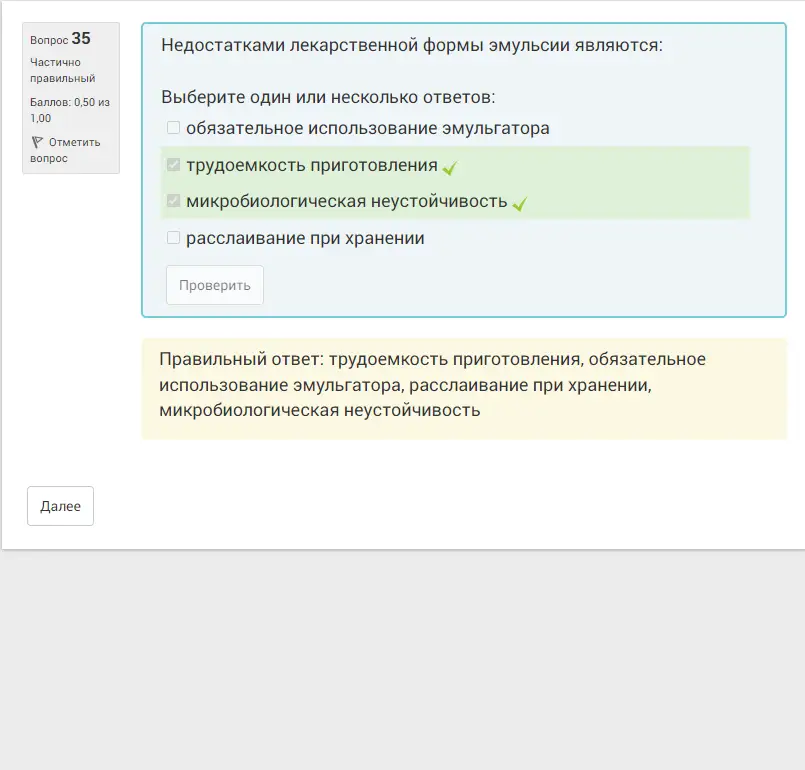 Вопрос 35
Частично
правильный
Баллов: 0,50 из
1,00
Отметить
вопрос
Недостатками лекарственной формы эмульсии являются:
Выберите один или несколько ответов:
обязательное использование эмульгатора
трудоемкость приготовления
микробиологическая неустойчивость
расслаивание при хранении
Проверить
Правильный ответ: трудоемкость приготовления, обязательное
использование эмульгатора, расслаивание при хранении,
микробиологическая неустойчивость
Далее